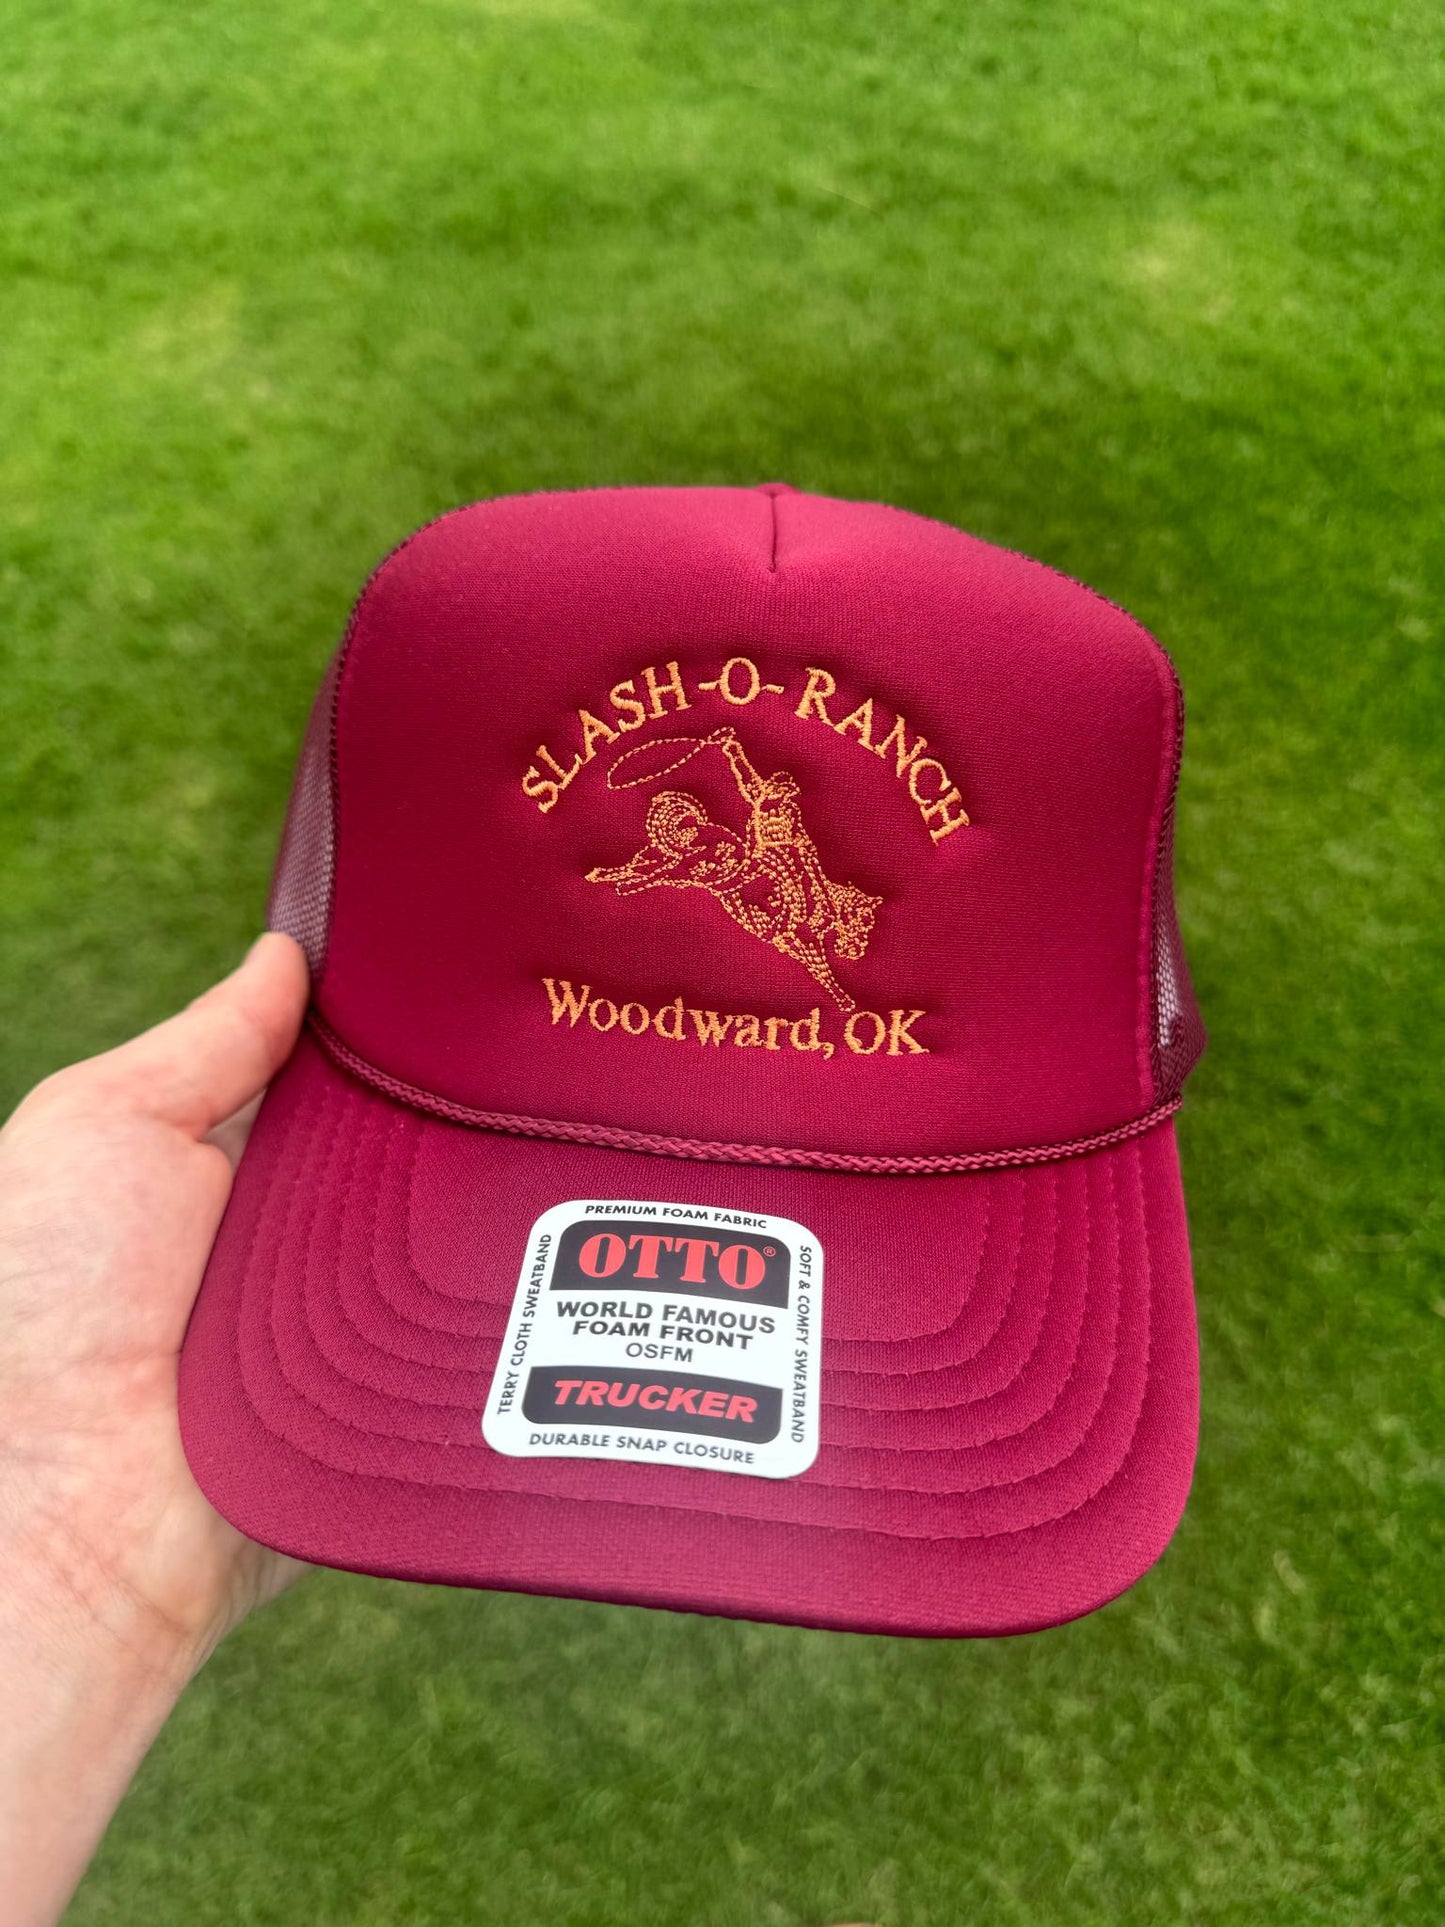 SLASH-O-RANCH
Woodward, OK
PREMIUM FOAM FABRIC
OTTO®
WORLD FAMOUS
FOAM FRONT
OSFM
TRUCKER
DURABLE SNAP CLOSURE
TERRY CLOTH SWEATBAND
SOFT & COMFY SWEATBAND